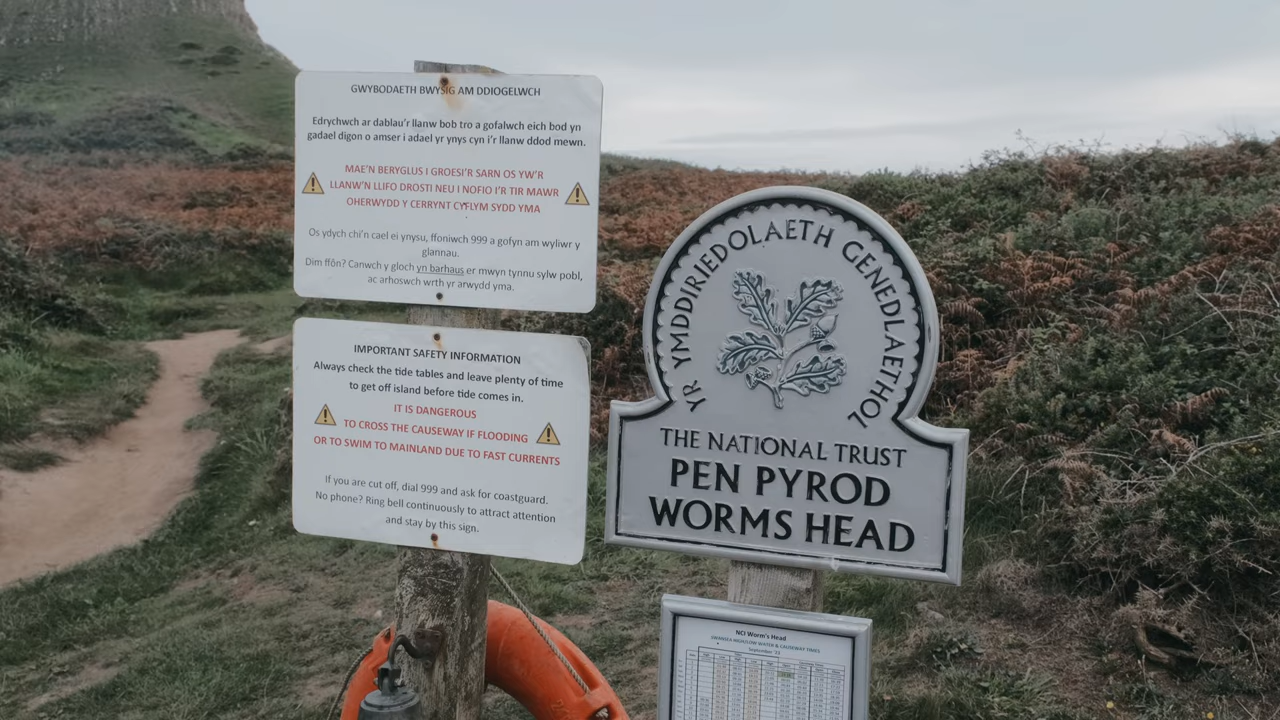 GWYBODAETH BWYSIG AM DDIOGELWCH
Edrychwch ar dablau'r llanw bob tro a gofalwch eich bod yn
gadael digon o amser i adael yr ynys cyn i'r llanw ddod mewn.
MAE'N BERYGLUS I GROESI'R SARN OS YW'R
LLANW'N LLIFO DROSTI NEU I NOFIO I'R TIR MAWR
OHERWYDD Y CERRYNT CYFLYM SYDD YMA
Os ydych chi'n cael ei ynysu, ffoniwch 999 a gofyn am wyliwr y
glannau.
Dim ffôn? Canwch y gloch yn barhaus er mwyn tynnu sylw pobl,
ac arhoswch wrth yr arwydd yma.
IMPORTANT SAFETY INFORMATION
Always check the tide tables and leave plenty of time
to get off island before tide comes in.
IT IS DANGEROUS
TO CROSS THE CAUSEWAY IF FLOODING
OR TO SWIM TO MAINLAND DUE TO FAST CURRENTS
If you are cut off, dial 999 and ask for coastguard.
No phone? Ring bell continuously to attract attention
and stay by this sign.
YR YMDDIRIEDOLAETH GENEDLAETHOL
THE NATIONAL TRUST
PEN PYROD
WORMS HEAD
NCI Worm's Head
SWANSEA HIGH/LOW WATER & CAUSEWAY TIMES